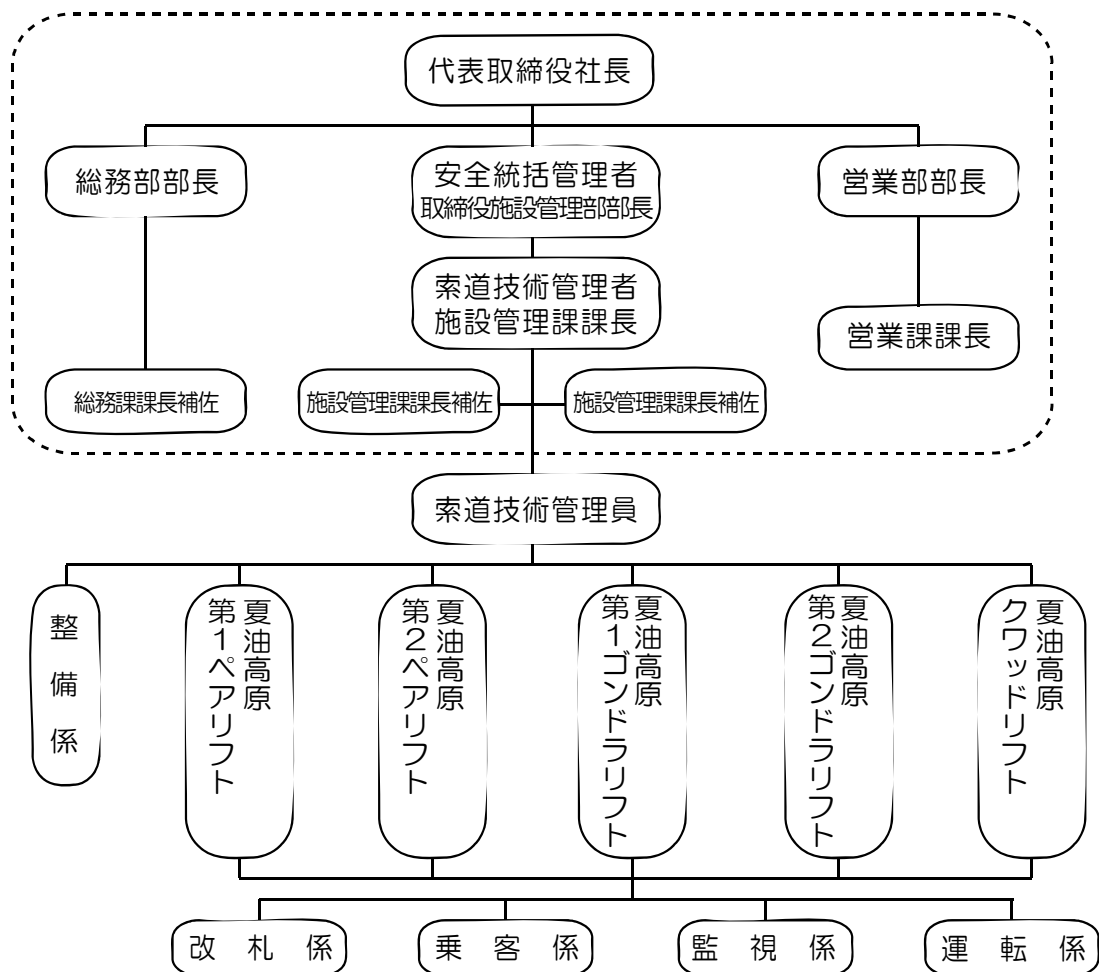 代表取締役社長
総務部部長
安全統括管理者
取締役施設管理部部長
営業部部長
索道技術管理者
施設管理課課長
営業課課長
総務課課長補佐
施設管理課課長補佐
施設管理課課長補佐
索道技術管理員
整備係
夏油高原
第1ペアリフト
夏油高原
第2ペアリフト
夏油高原
第1ゴンドラリフト
夏油高原
第2ゴンドラリフト
夏油高原
クワッドリフト
改札係
乗客係
監視係
運転係